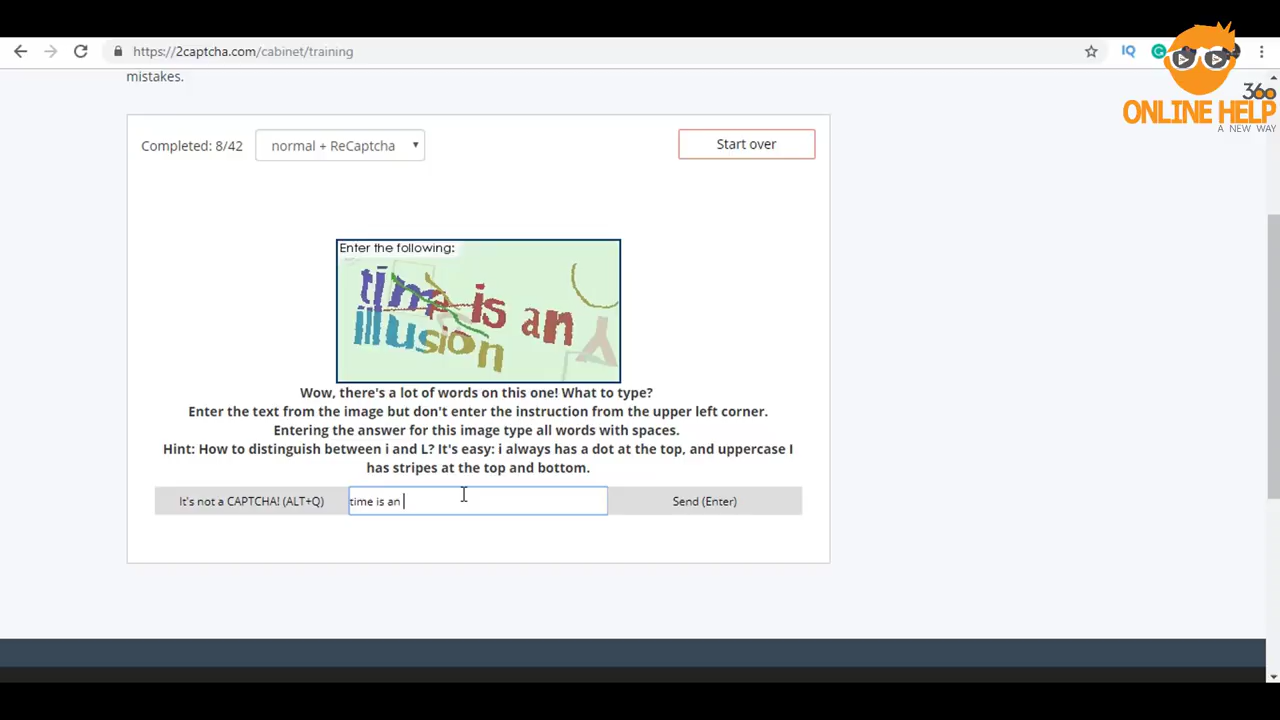 https://2captcha.com/cabinet/training
IQ
360
ONLINE HELP
A NEW WAY
mistakes.
Completed: 8/42
normal + ReCaptcha
Start over
Enter the following:
time is an
illusion
Wow, there's a lot of words on this one! What to type?
Enter the text from the image but don't enter the instruction from the upper left corner.
Entering the answer for this image type all words with spaces.
Hint: How to distinguish between i and L? It's easy: i always has a dot at the top, and uppercase I
has stripes at the top and bottom.
It's not a CAPTCHA! (ALT+Q)
time is an
Send (Enter)